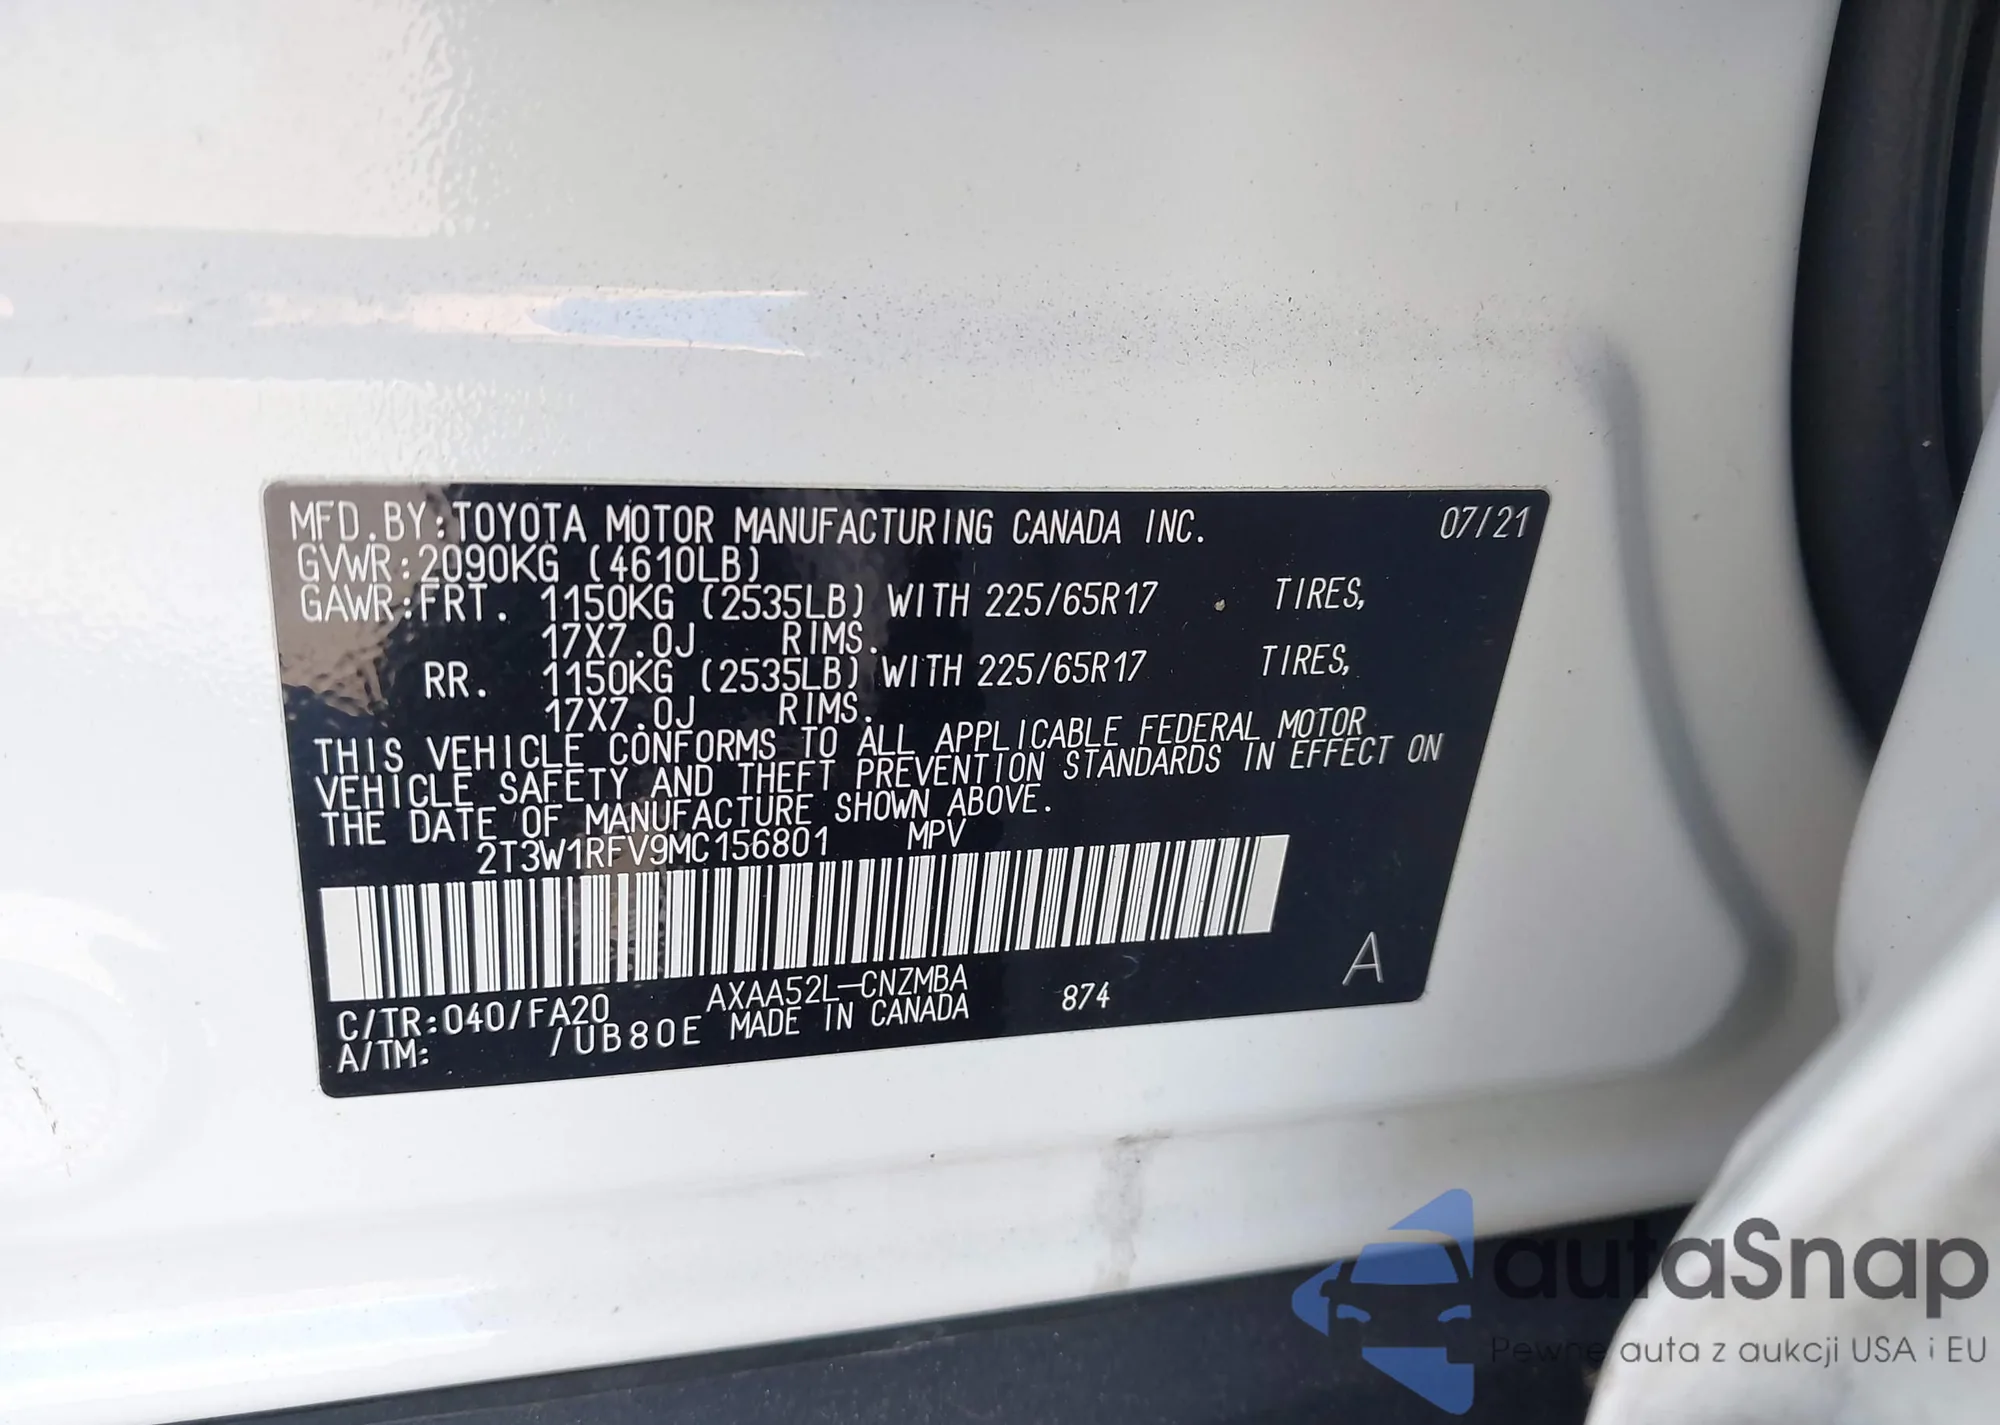 MFD.BY:TOYOTA MOTOR MANUFACTURING CANADA INC. 07/21
GVWR:2090KG (4610LB)
GAWR:FRT. 1150KG (2535LB) WITH 225/65R17 TIRES,
17X7.0J RIMS.
RR. 1150KG (2535LB) WITH 225/65R17 TIRES,
17X7.0J RIMS.
THIS VEHICLE CONFORMS TO ALL APPLICABLE FEDERAL MOTOR
VEHICLE SAFETY AND THEFT PREVENTION STANDARDS IN EFFECT ON
THE DATE OF MANUFACTURE SHOWN ABOVE.
2T3W1RFV9MC156801 MPV
A
C/TR:040/FA20 AXAA52L-CNZMBA 874
A/TM: /UB80E MADE IN CANADA
autaSnap
Pewne auta z aukcji USA i EU